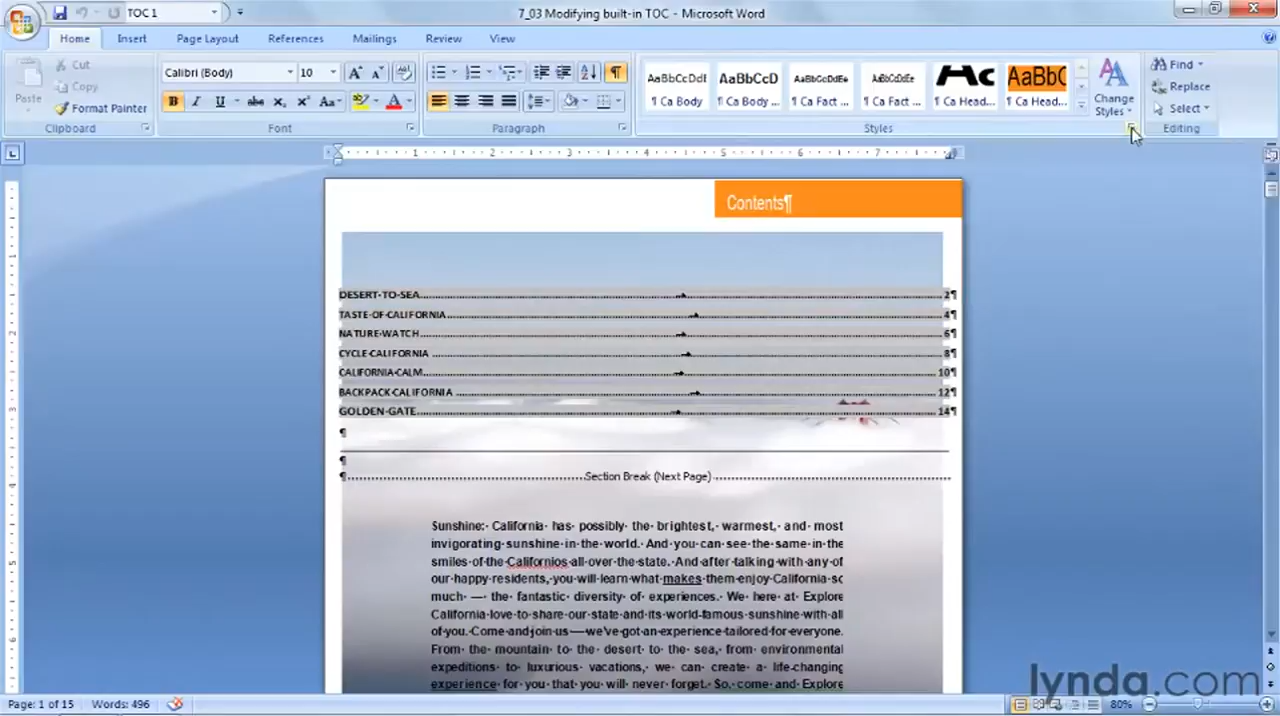 TOC 1
7_03 Modifying built-in TOC - Microsoft Word
Home Insert Page Layout References Mailings Review View
Paste Cut Copy Format Painter
Calibri (Body) 10
AaBbCcDdI AaBbCcD AaBbCcDdEe AaBbCcDdEe AaBbC
¶ Ca Body ¶ Ca Body ... ¶ Ca Fact ... ¶ Ca Fact ... ¶ Ca Head... ¶ Ca Head...
Change Styles
Find
Replace
Select
Clipboard Font Paragraph Styles Editing
1 2 3 4 5 6 7
Contents¶
DESERT·TO·SEA 2¶
TASTE·OF·CALIFORNIA 4¶
NATURE·WATCH 6¶
CYCLE·CALIFORNIA 8¶
CALIFORNIA·CALM 10¶
BACKPACK·CALIFORNIA 12¶
GOLDEN·GATE 14¶
¶
¶
¶ Section Break (Next Page)
Sunshine:· California· has· possibly· the· brightest,· warmest,· and· most
invigorating·sunshine·in·the·world.·And·you·can·see·the·same·in·the
smiles·of·the·Californios·all·over·the·state.·And·after·talking·with·any·of
our·happy·residents,·you·will·learn·what·makes·them·enjoy·California·so
much· —· the· fantastic· diversity· of· experiences.· We· here· at· Explore
California·love·to·share·our·state·and·its·world-famous·sunshine·with·all
of·you.·Come·and·join·us·—·we've·got·an·experience·tailored·for·everyone.
From· the· mountain· to· the· desert· to· the· sea,· from· environmental
expeditions· to· luxurious· vacations,· we· can· create· a· life-changing
experience· for· you· that· you· will· never· forget.· So,· come· and· Explore
lynda.com
Page: 1 of 15 Words: 496 80%